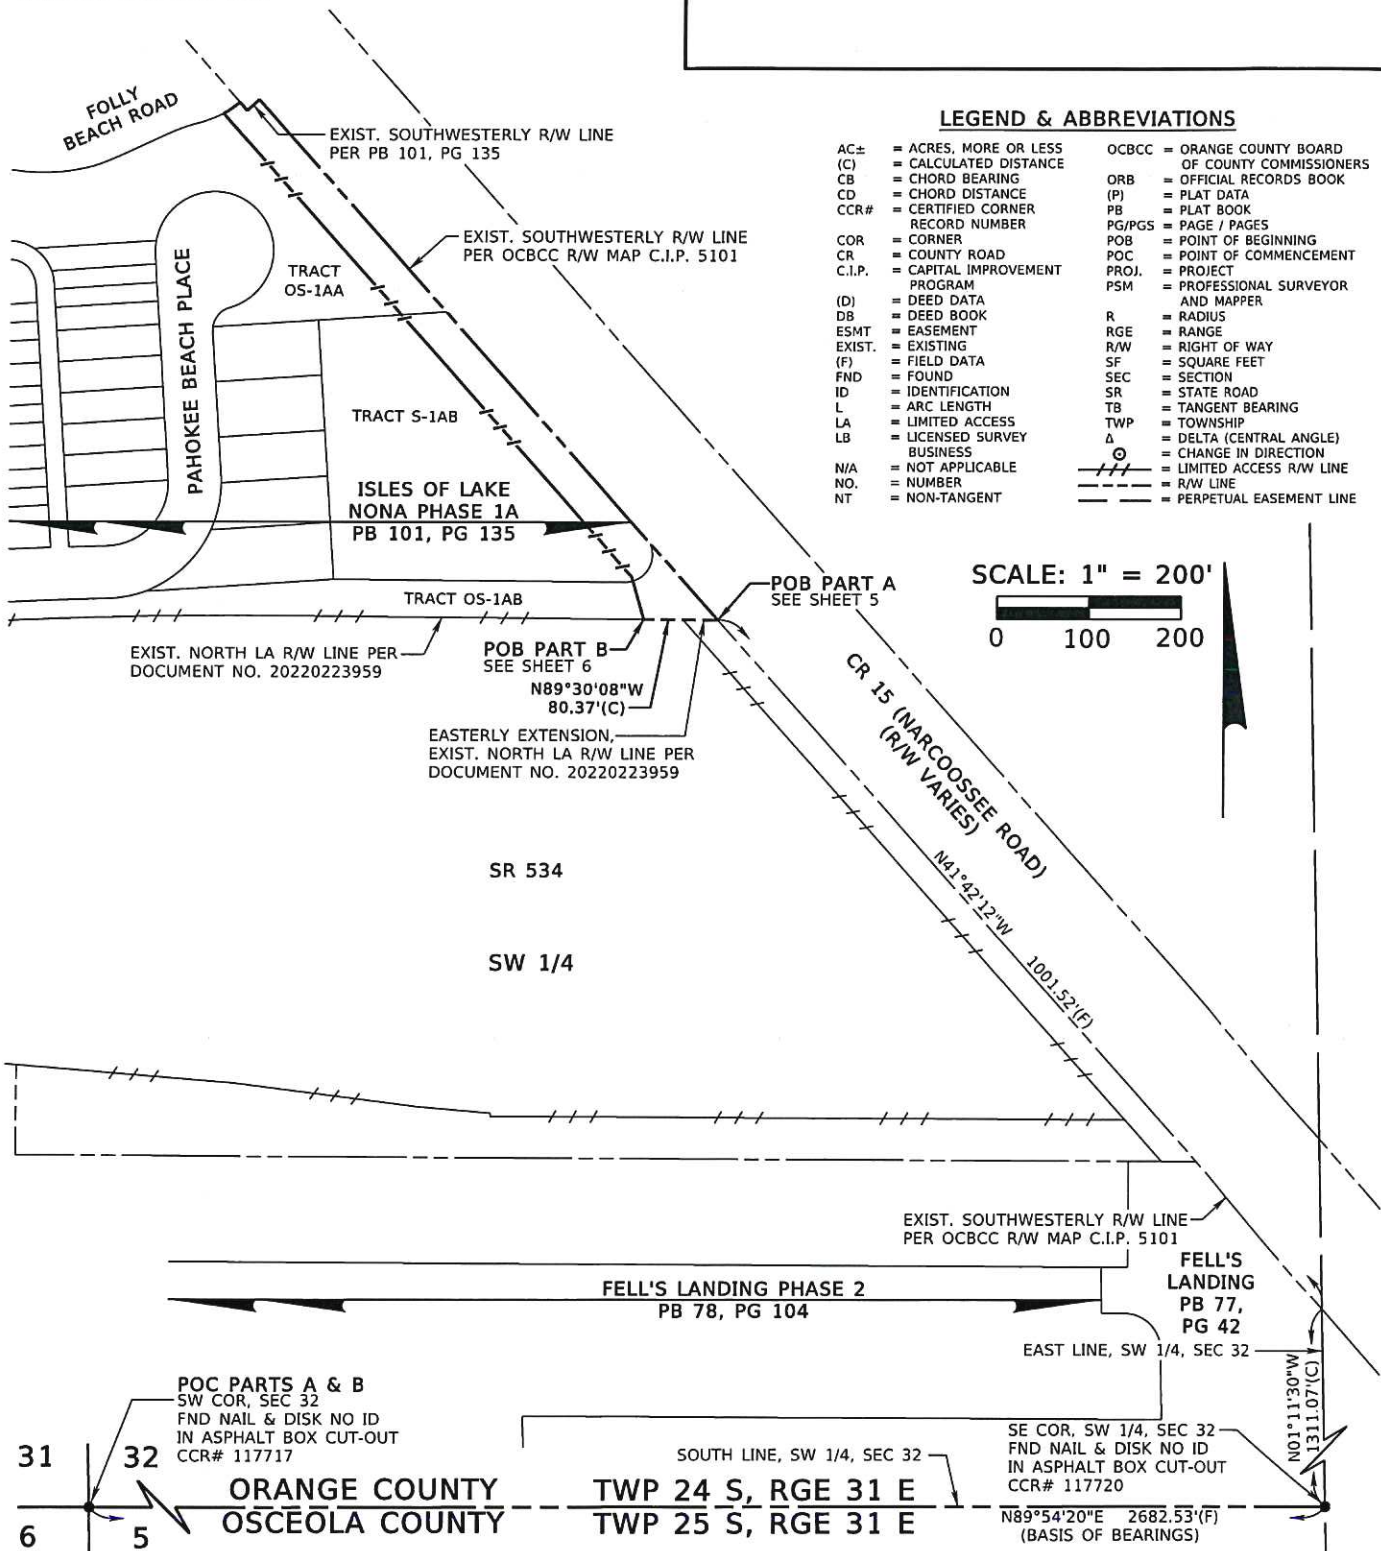 FOLLY
BEACH ROAD
EXIST. SOUTHWESTERLY R/W LINE
PER PB 101, PG 135
EXIST. SOUTHWESTERLY R/W LINE
PER OCBCC R/W MAP C.I.P. 5101
LEGEND & ABBREVIATIONS
AC± = ACRES, MORE OR LESS
(C) = CALCULATED DISTANCE
CB = CHORD BEARING
CD = CHORD DISTANCE
CCR# = CERTIFIED CORNER
RECORD NUMBER
COR = CORNER
CR = COUNTY ROAD
C.I.P. = CAPITAL IMPROVEMENT
PROGRAM
(D) = DEED DATA
DB = DEED BOOK
ESMT = EASEMENT
EXIST. = EXISTING
(F) = FIELD DATA
FND = FOUND
ID = IDENTIFICATION
L = ARC LENGTH
LA = LIMITED ACCESS
LB = LICENSED SURVEY
BUSINESS
N/A = NOT APPLICABLE
NO. = NUMBER
NT = NON-TANGENT
OCBCC = ORANGE COUNTY BOARD
OF COUNTY COMMISSIONERS
ORB = OFFICIAL RECORDS BOOK
(P) = PLAT DATA
PB = PLAT BOOK
PG/PGS = PAGE / PAGES
POB = POINT OF BEGINNING
POC = POINT OF COMMENCEMENT
PROJ. = PROJECT
PSM = PROFESSIONAL SURVEYOR
AND MAPPER
R = RADIUS
RGE = RANGE
R/W = RIGHT OF WAY
SF = SQUARE FEET
SEC = SECTION
SR = STATE ROAD
TB = TANGENT BEARING
TWP = TOWNSHIP
Δ = DELTA (CENTRAL ANGLE)
= CHANGE IN DIRECTION
= LIMITED ACCESS R/W LINE
= R/W LINE
= PERPETUAL EASEMENT LINE
TRACT
OS-1AA
PAHOKEE BEACH PLACE
TRACT S-1AB
ISLES OF LAKE
NONA PHASE 1A
PB 101, PG 135
TRACT OS-1AB
POB PART A
SEE SHEET 5
SCALE: 1" = 200'
0 100 200
EXIST. NORTH LA R/W LINE PER
DOCUMENT NO. 20220223959
POB PART B
SEE SHEET 6
N89°30'08"W
80.37'(C)
EASTERLY EXTENSION,
EXIST. NORTH LA R/W LINE PER
DOCUMENT NO. 20220223959
CR 15 (NARCOOSSEE ROAD)
(R/W VARIES)
SR 534
SW 1/4
N41°42'12"W 1001.52'(F)
EXIST. SOUTHWESTERLY R/W LINE
PER OCBCC R/W MAP C.I.P. 5101
FELL'S LANDING PHASE 2
PB 78, PG 104
FELL'S
LANDING
PB 77,
PG 42
EAST LINE, SW 1/4, SEC 32
N01°11'30"W
1311.07'(C)
POC PARTS A & B
SW COR, SEC 32
FND NAIL & DISK NO ID
IN ASPHALT BOX CUT-OUT
CCR# 117717
SE COR, SW 1/4, SEC 32
FND NAIL & DISK NO ID
IN ASPHALT BOX CUT-OUT
CCR# 117720
SOUTH LINE, SW 1/4, SEC 32
31 32
ORANGE COUNTY TWP 24 S, RGE 31 E
OSCEOLA COUNTY TWP 25 S, RGE 31 E
6 5
N89°54'20"E 2682.53'(F)
(BASIS OF BEARINGS)